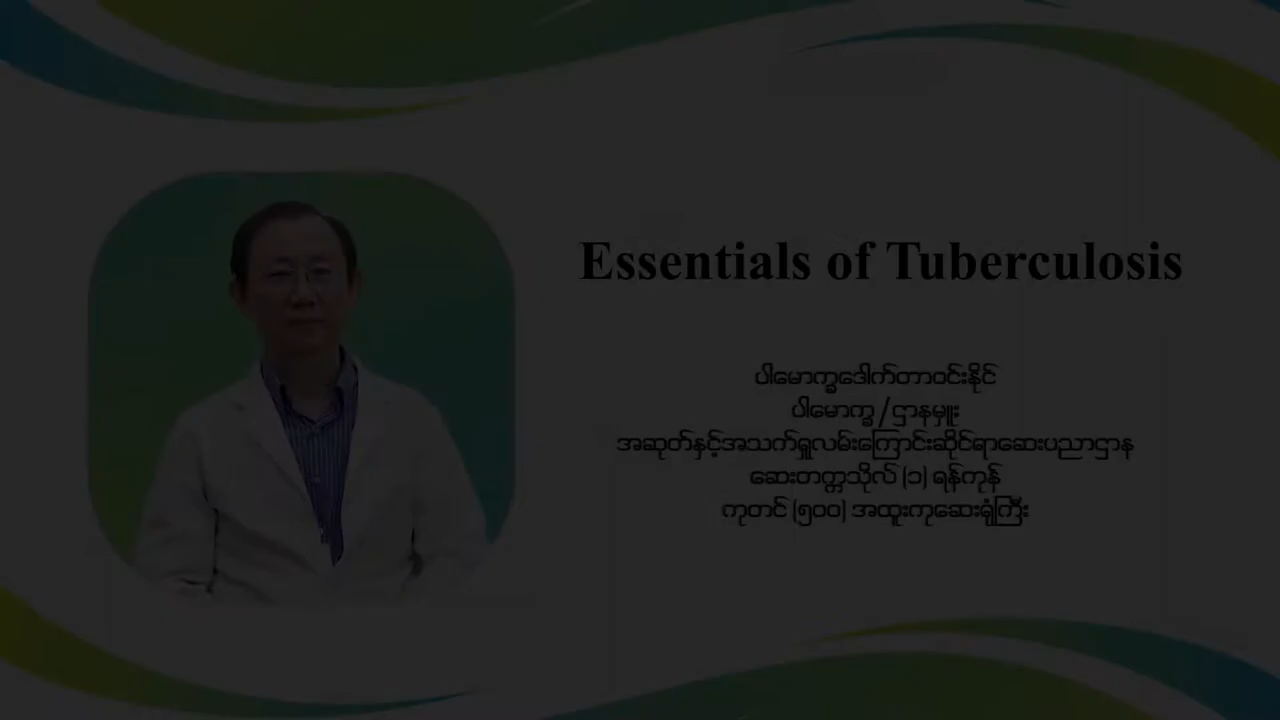 Essentials of Tuberculosis
ပါမောက္ခဒေါက်တာဝင်းနိုင်
ပါမောက္ခ/ဌာနမှူး
အဆုတ်နှင့်အသက်ရှူလမ်းကြောင်းဆိုင်ရာဆေးပညာဌာန
ဆေးတက္ကသိုလ် (၁) ရန်ကုန်
ကုတင် (၅၀၀) အထူးကုဆေးရုံကြီး